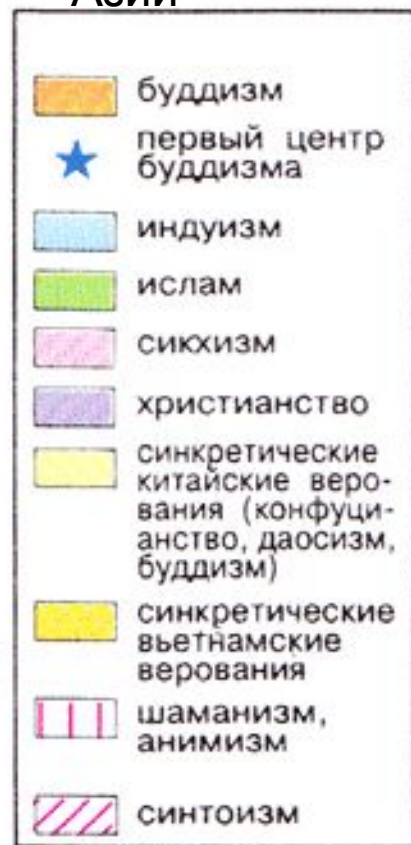 Азии
буддизм
первый центр
буддизма
индуизм
ислам
сикхизм
христианство
синкретические
китайские веро-
вания (конфуци-
анство, даосизм,
буддизм)
синкретические
вьетнамские
верования
шаманизм,
анимизм
синтоизм